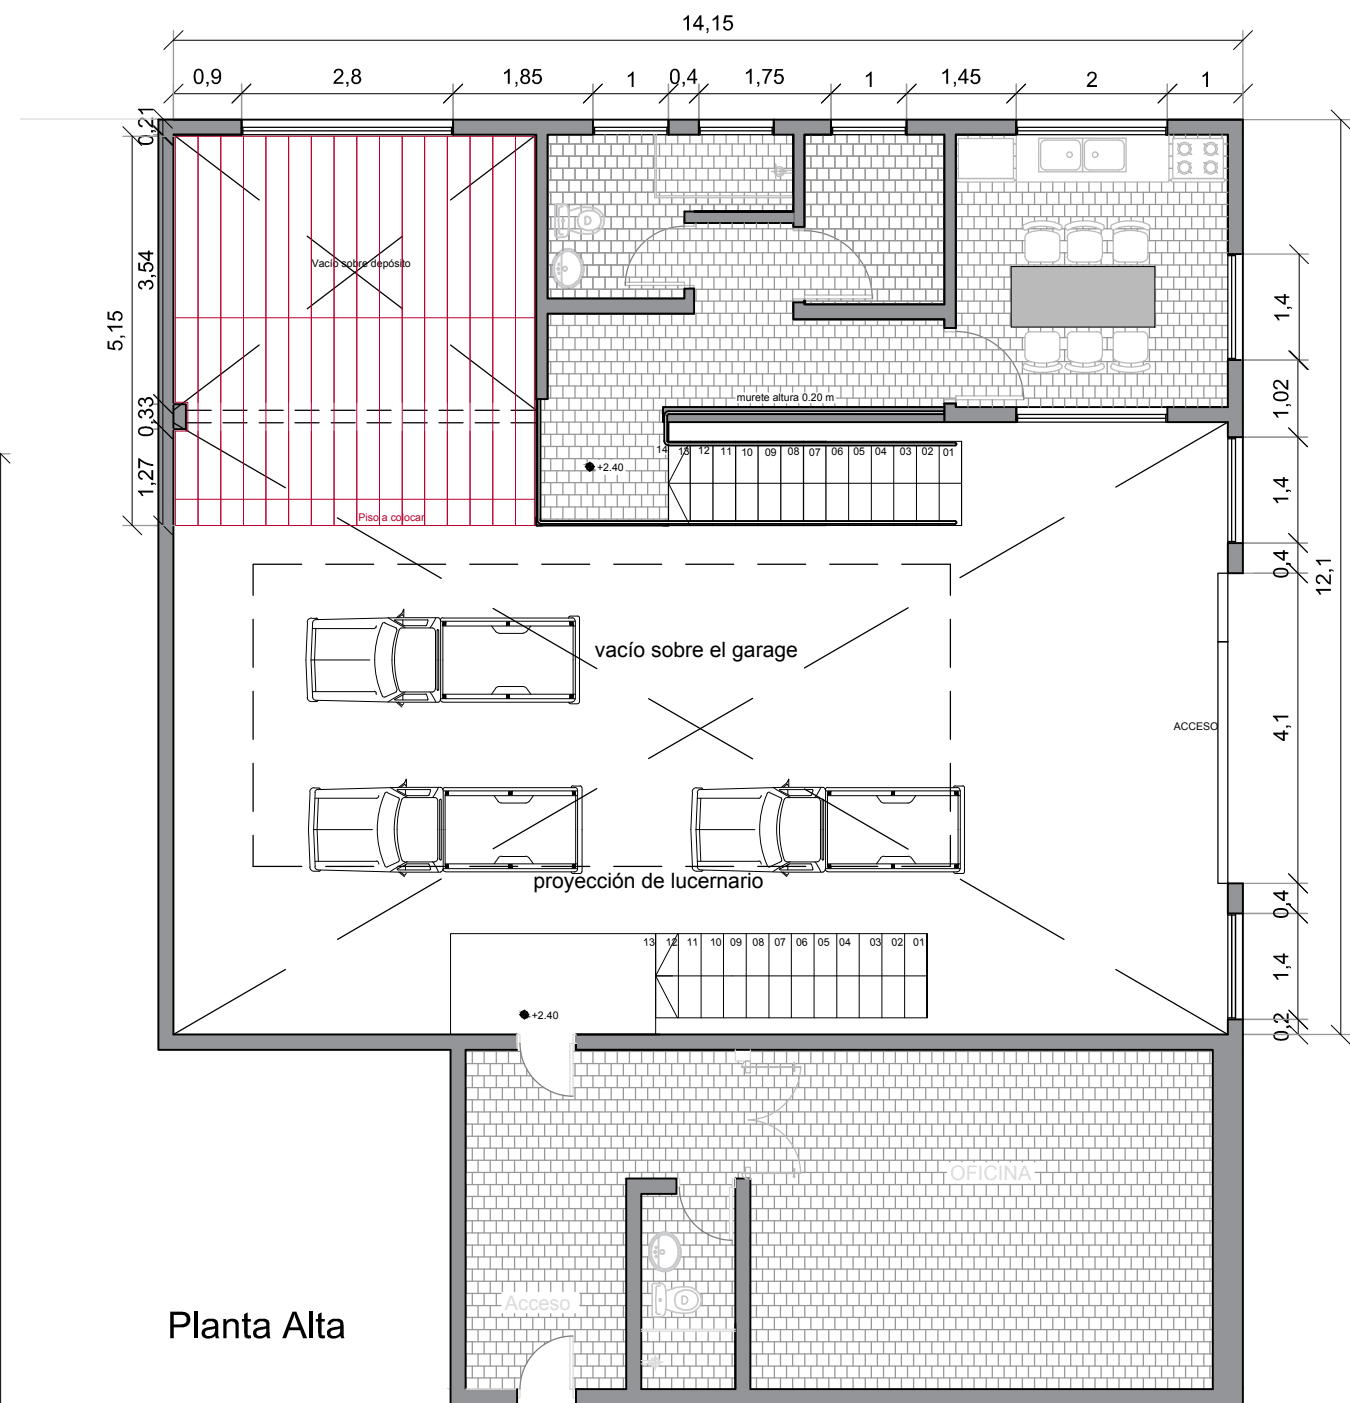 14,15
0,9 2,8 1,85 1 0,4 1,75 1 1,45 2 1
0,21
3,54
5,15
0,33
1,27
Vacío sobre depósito
Piso a colocar
murete altura 0.20 m
14 13 12 11 10 09 08 07 06 05 04 03 02 01
+2.40
1,4
1,02
1,4
0,4
12,1
4,1
0,4
1,4
0,2
vacío sobre el garage
ACCESO
proyección de lucernario
13 12 11 10 09 08 07 06 05 04 03 02 01
+2.40
OFICINA
Acceso
Planta Alta